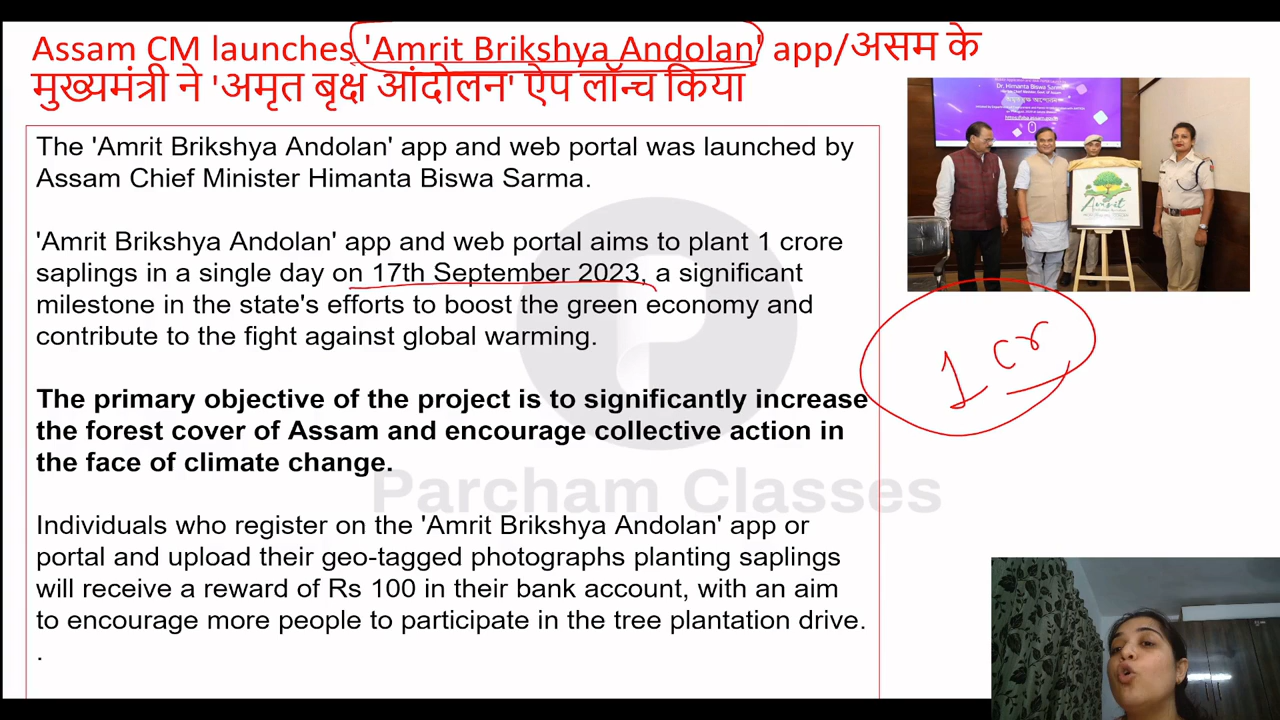 Assam CM launches 'Amrit Brikshya Andolan' app/असम के
मुख्यमंत्री ने 'अमृत बृक्ष आंदोलन' ऐप लॉन्च किया
Dr. Himanta Biswa Sarma
The 'Amrit Brikshya Andolan' app and web portal was launched by
Assam Chief Minister Himanta Biswa Sarma.
'Amrit Brikshya Andolan' app and web portal aims to plant 1 crore
saplings in a single day on 17th September 2023, a significant
milestone in the state's efforts to boost the green economy and
contribute to the fight against global warming.
1 cr
The primary objective of the project is to significantly increase
the forest cover of Assam and encourage collective action in
the face of climate change.
Parcham Classes
Individuals who register on the 'Amrit Brikshya Andolan' app or
portal and upload their geo-tagged photographs planting saplings
will receive a reward of Rs 100 in their bank account, with an aim
to encourage more people to participate in the tree plantation drive.
.